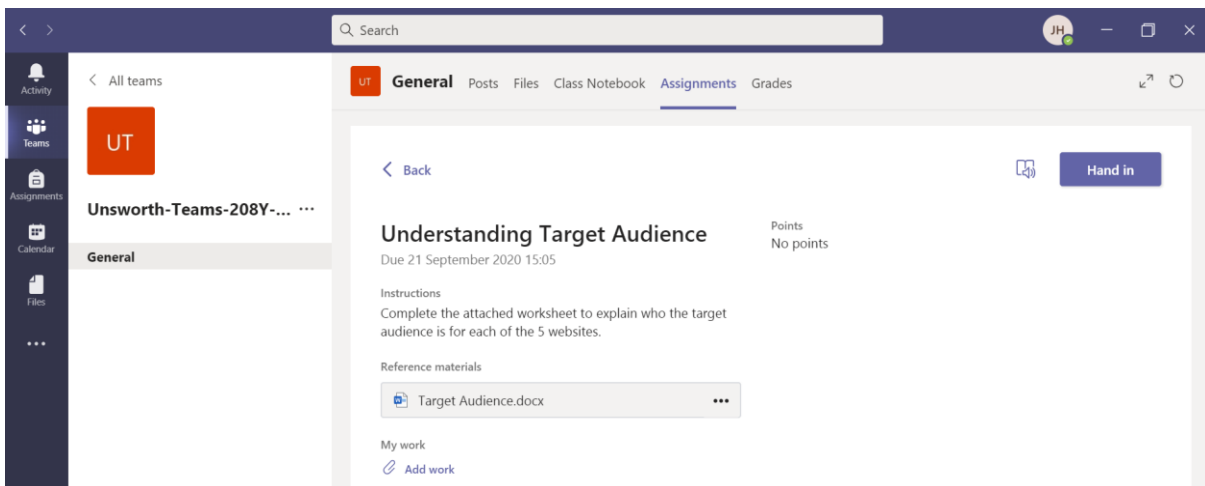 Search
JH
Activity
Teams
Assignments
Calendar
Files
All teams
UT
Unsworth-Teams-208Y-... ...
General
UT General Posts Files Class Notebook Assignments Grades
Back
Hand in
Understanding Target Audience
Due 21 September 2020 15:05
Points
No points
Instructions
Complete the attached worksheet to explain who the target
audience is for each of the 5 websites.
Reference materials
Target Audience.docx
My work
Add work